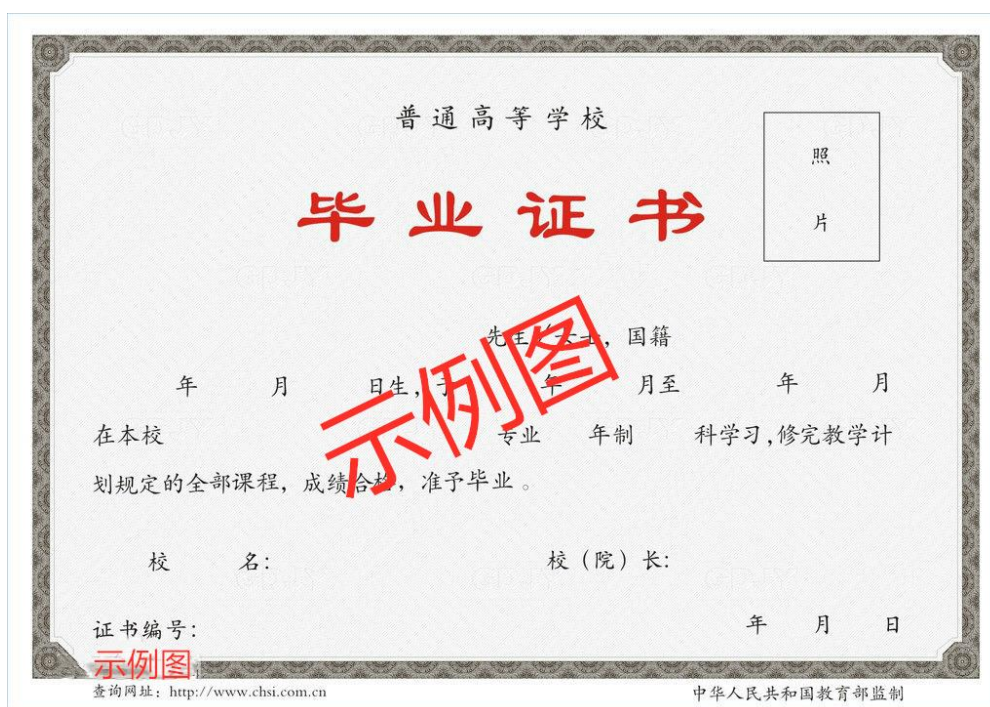 普通高等学校
照
片
毕业证书
先生/女士，国籍
年 月 日生，于 年 月至 年 月
在本校 专业 年制 科学习，修完教学计
划规定的全部课程，成绩合格，准予毕业。
示例图
校 名： 校（院）长：
证书编号： 年 月 日
示例图
查询网址：http://www.chsi.com.cn 中华人民共和国教育部监制